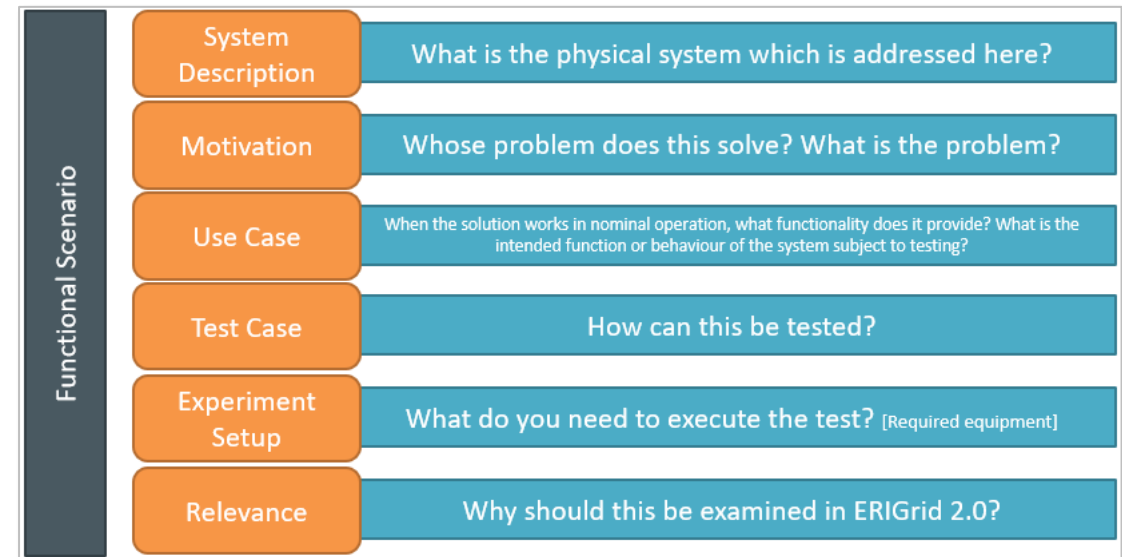 Functional Scenario
System
Description
What is the physical system which is addressed here?
Motivation
Whose problem does this solve? What is the problem?
Use Case
When the solution works in nominal operation, what functionality does it provide? What is the
intended function or behaviour of the system subject to testing?
Test Case
How can this be tested?
Experiment
Setup
What do you need to execute the test? [Required equipment]
Relevance
Why should this be examined in ERIGrid 2.0?